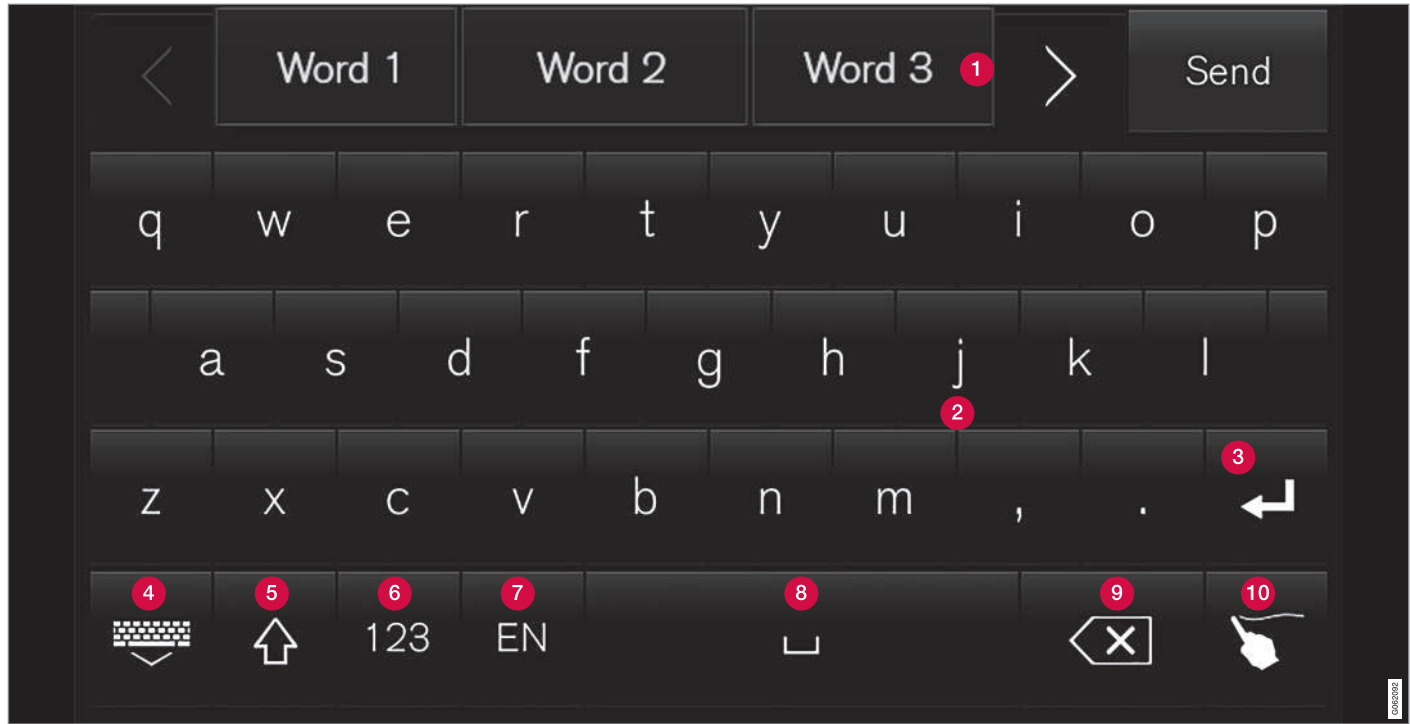 Word 1 Word 2 Word 3 1 Send
q w e r t y u i o p
a s d f g h j k l
2
3
z x c v b n m , .
4 5 6 7 8 9 10
123 EN
G062092